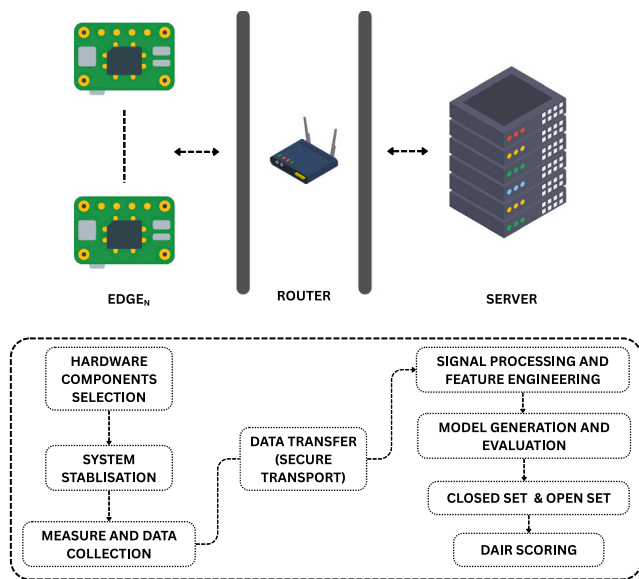 EDGEN
ROUTER
SERVER
HARDWARE
COMPONENTS
SELECTION
SYSTEM
STABLISATION
MEASURE AND DATA
COLLECTION
DATA TRANSFER
(SECURE
TRANSPORT)
SIGNAL PROCESSING AND
FEATURE ENGINEERING
MODEL GENERATION AND
EVALUATION
CLOSED SET & OPEN SET
DAIR SCORING